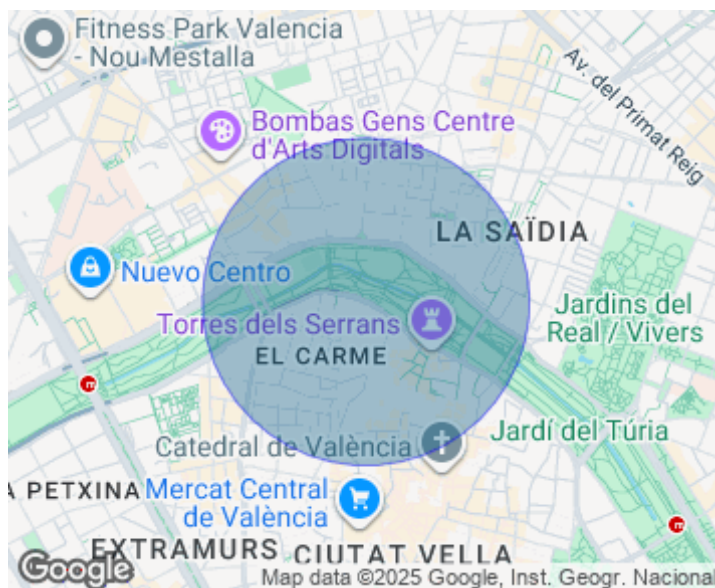 Fitness Park Valencia
- Nou Mestalla
Av. del Primat Reig
Bombas Gens Centre
d'Arts Digitals
LA SAÏDIA
Nuevo Centro
Jardins del
Real / Vivers
Torres dels Serrans
EL CARME
Catedral de València
Jardí del Túria
A PETXINA
Mercat Central
de València
EXTRAMURS
CIUTAT VELLA
Google
Map data ©2025 Google, Inst. Geogr. Nacional